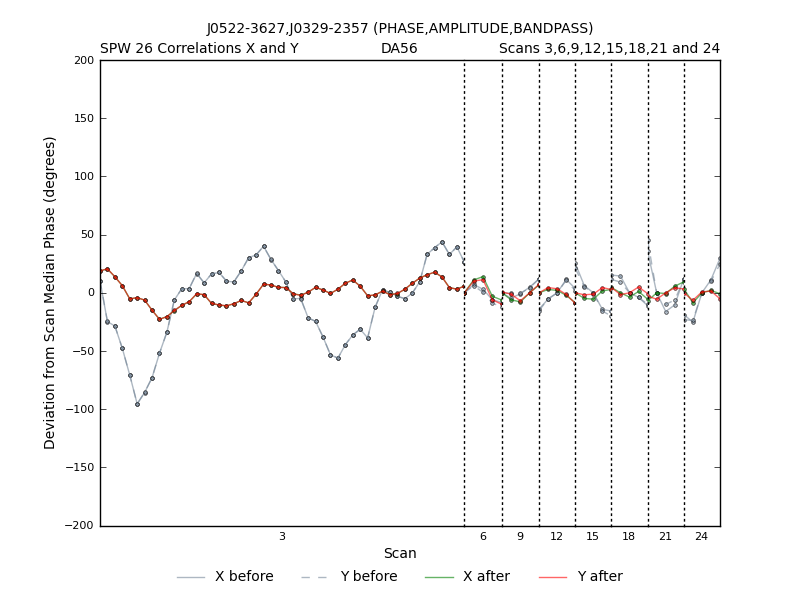 J0522-3627,J0329-2357 (PHASE,AMPLITUDE,BANDPASS)
SPW 26 Correlations X and Y DA56 Scans 3,6,9,12,15,18,21 and 24
200
150
100
50
0
−50
−100
−150
−200
Deviation from Scan Median Phase (degrees)
3 6 9 12 15 18 21 24
Scan
X before Y before X after Y after